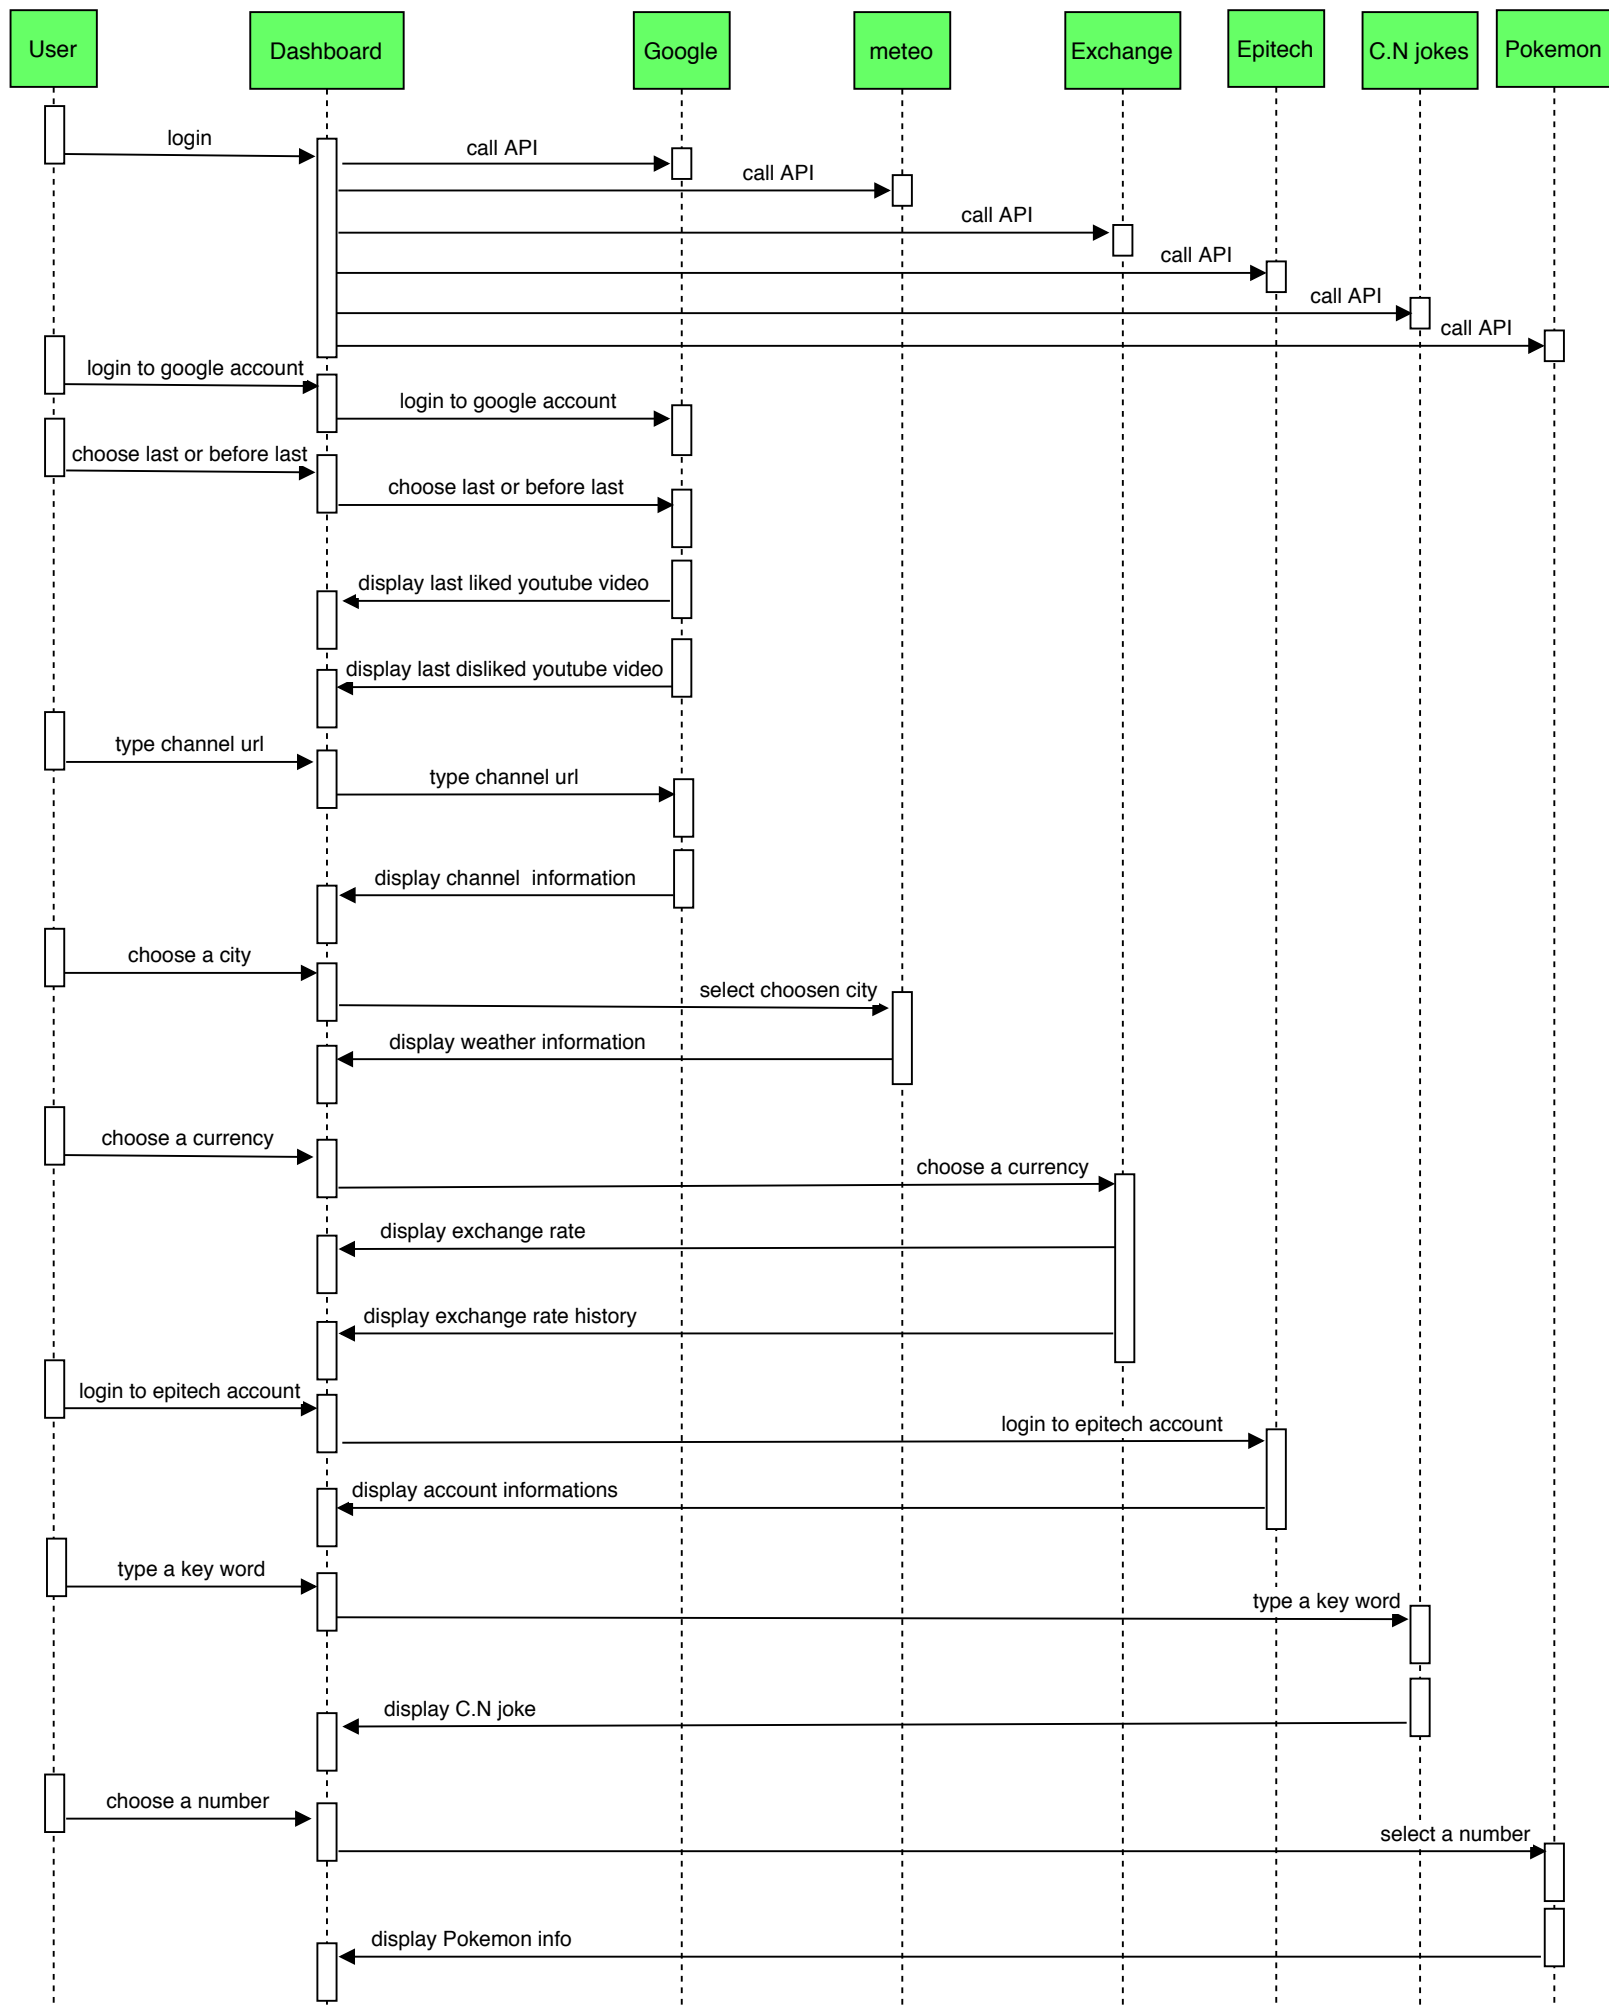 User
Dashboard
Google
meteo
Exchange
Epitech
C.N jokes
Pokemon
login
call API
call API
call API
call API
call API
call API
login to google account
login to google account
choose last or before last
choose last or before last
display last liked youtube video
display last disliked youtube video
type channel url
type channel url
display channel  information
choose a city
select choosen city
display weather information
choose a currency
choose a currency
display exchange rate
display exchange rate history
login to epitech account
login to epitech account
display account informations
type a key word
type a key word
display C.N joke
choose a number
select a number
display Pokemon info